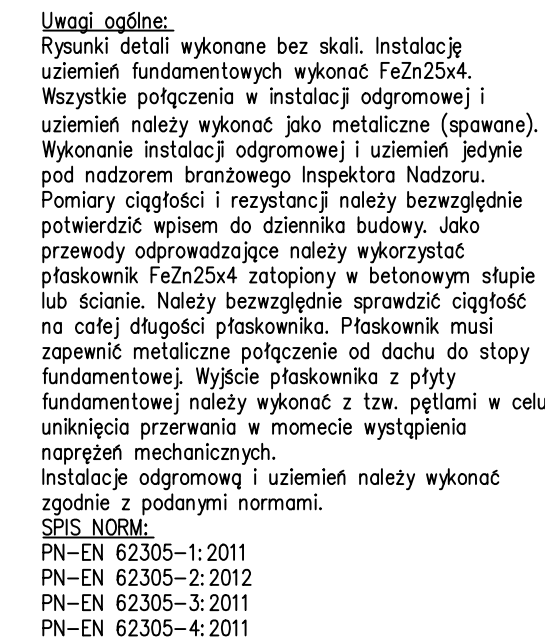 Uwagi ogólne:
Rysunki detali wykonane bez skali. Instalację
uziemień fundamentowych wykonać FeZn25x4.
Wszystkie połączenia w instalacji odgromowej i
uziemień należy wykonać jako metaliczne (spawane).
Wykonanie instalacji odgromowej i uziemień jedynie
pod nadzorem branżowego Inspektora Nadzoru.
Pomiary ciągłości i rezystancji należy bezwzględnie
potwierdzić wpisem do dziennika budowy. Jako
przewody odprowadzające należy wykorzystać
płaskownik FeZn25x4 zatopiony w betonowym słupie
lub ścianie. Należy bezwzględnie sprawdzić ciągłość
na całej długości płaskownika. Płaskownik musi
zapewnić metaliczne połączenie od dachu do stopy
fundamentowej. Wyjście płaskownika z płyty
fundamentowej należy wykonać z tzw. pętlami w celu
uniknięcia przerwania w momecie wystąpienia
naprężeń mechanicznych.
Instalacje odgromową i uziemień należy wykonać
zgodnie z podanymi normami.
SPIS NORM:
PN-EN 62305-1:2011
PN-EN 62305-2:2012
PN-EN 62305-3:2011
PN-EN 62305-4:2011